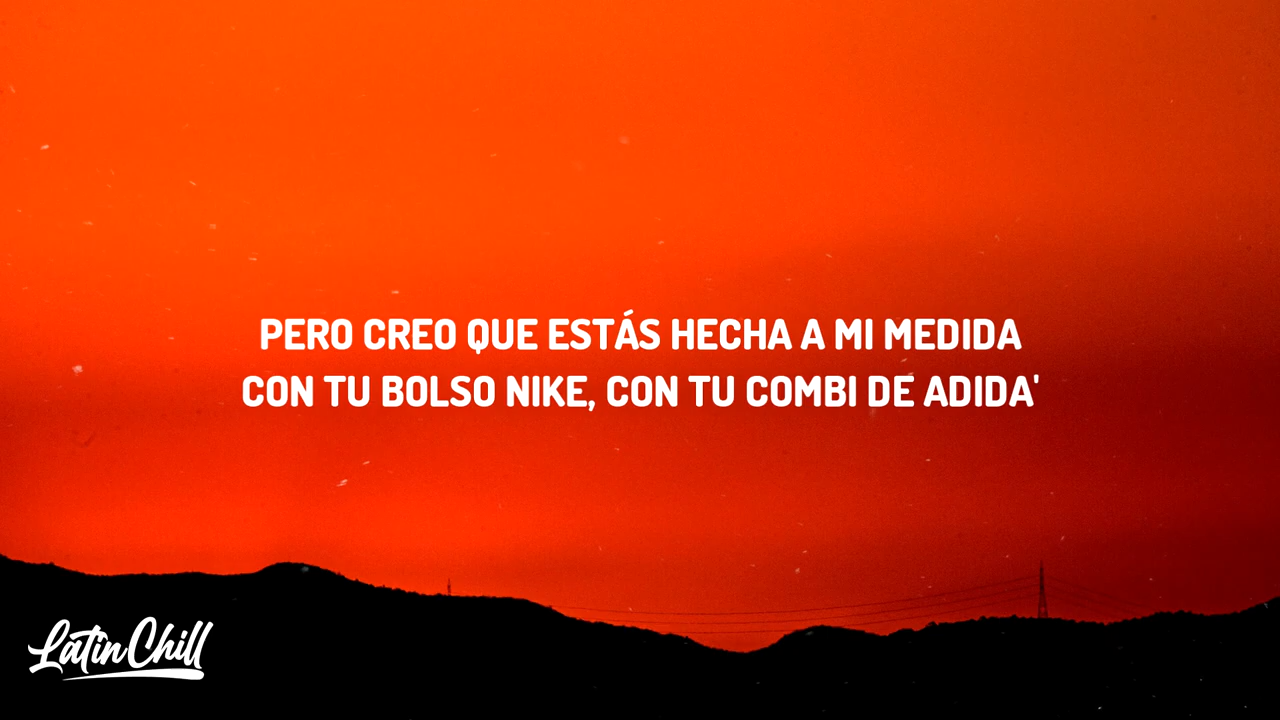 PERO CREO QUE ESTÁS HECHA A MI MEDIDA
CON TU BOLSO NIKE, CON TU COMBI DE ADIDA'
LatinChill